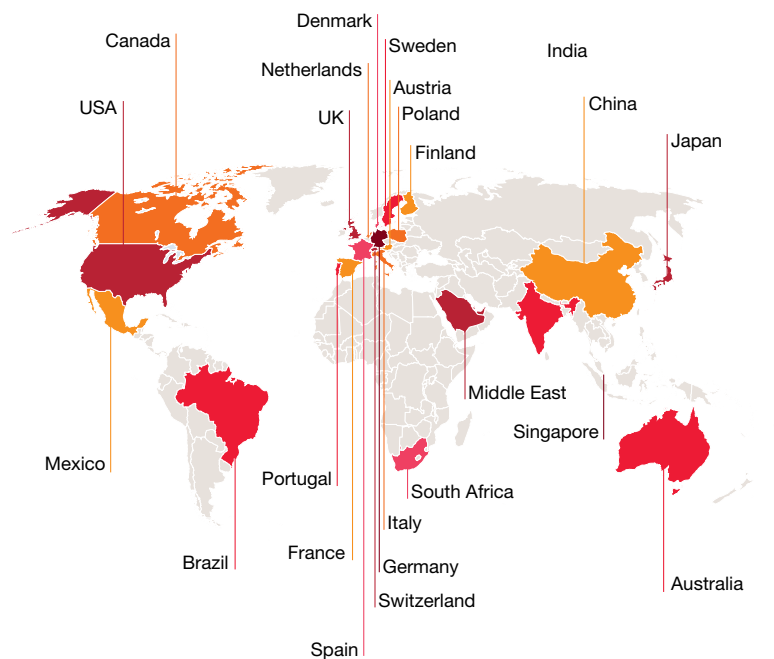 Denmark
Canada
Sweden
India
Netherlands
Austria
USA
China
UK
Poland
Japan
Finland
Middle East
Singapore
Mexico
Portugal
South Africa
Italy
France
Brazil
Germany
Australia
Switzerland
Spain